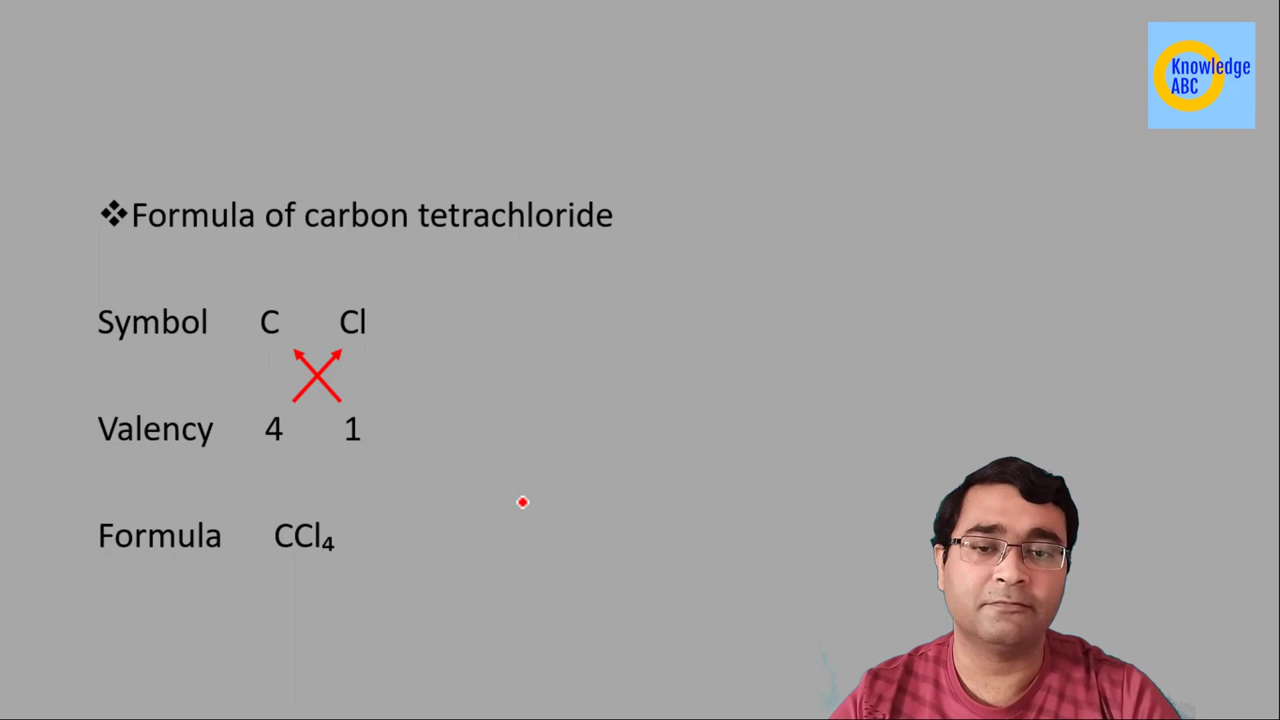 Knowledge
ABC
❖Formula of carbon tetrachloride
Symbol C Cl
Valency 4 1
Formula CCl₄